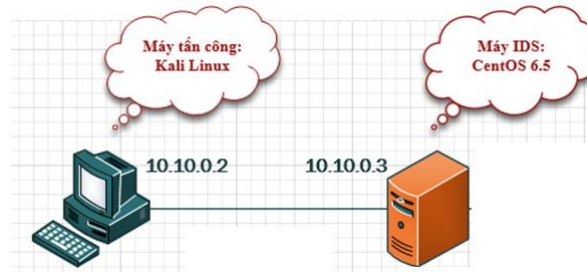 Máy tấn công:
Kali Linux
Máy IDS:
CentOS 6.5
10.10.0.2
10.10.0.3